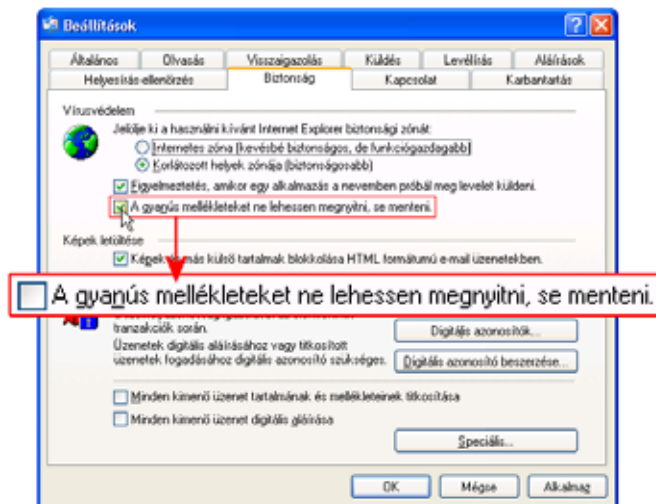 Beállítások
Általános Olvasás Visszaigazolás Küldés Levélírás Aláírások
Helyesírás-ellenőrzés Biztonság Kapcsolat Karbantartás
Vírusvédelem
Jelölje ki a használni kívánt Internet Explorer biztonsági zónát:
Internetes zóna (kevésbé biztonságos, de funkciógazdagabb)
Korlátozott helyek zónája (biztonságosabb)
Figyelmeztetés, amikor egy alkalmazás a nevemben próbál meg levelet küldeni.
A gyanús mellékleteket ne lehessen megnyitni, se menteni.
Képek letöltése
Képek és más külső tartalmak blokkolása HTML formátumú e-mail üzenetekben.
A gyanús mellékleteket ne lehessen megnyitni, se menteni.
tranzakciók során.
Digitális azonosítók...
Üzenetek digitális aláírásához vagy titkosított
üzenetek fogadásához digitális azonosító szükséges.
Digitális azonosító beszerzése...
Minden kimenő üzenet tartalmának és mellékleteinek titkosítása
Minden kimenő üzenet digitális aláírása
Speciális...
OK Mégse Alkalmaz